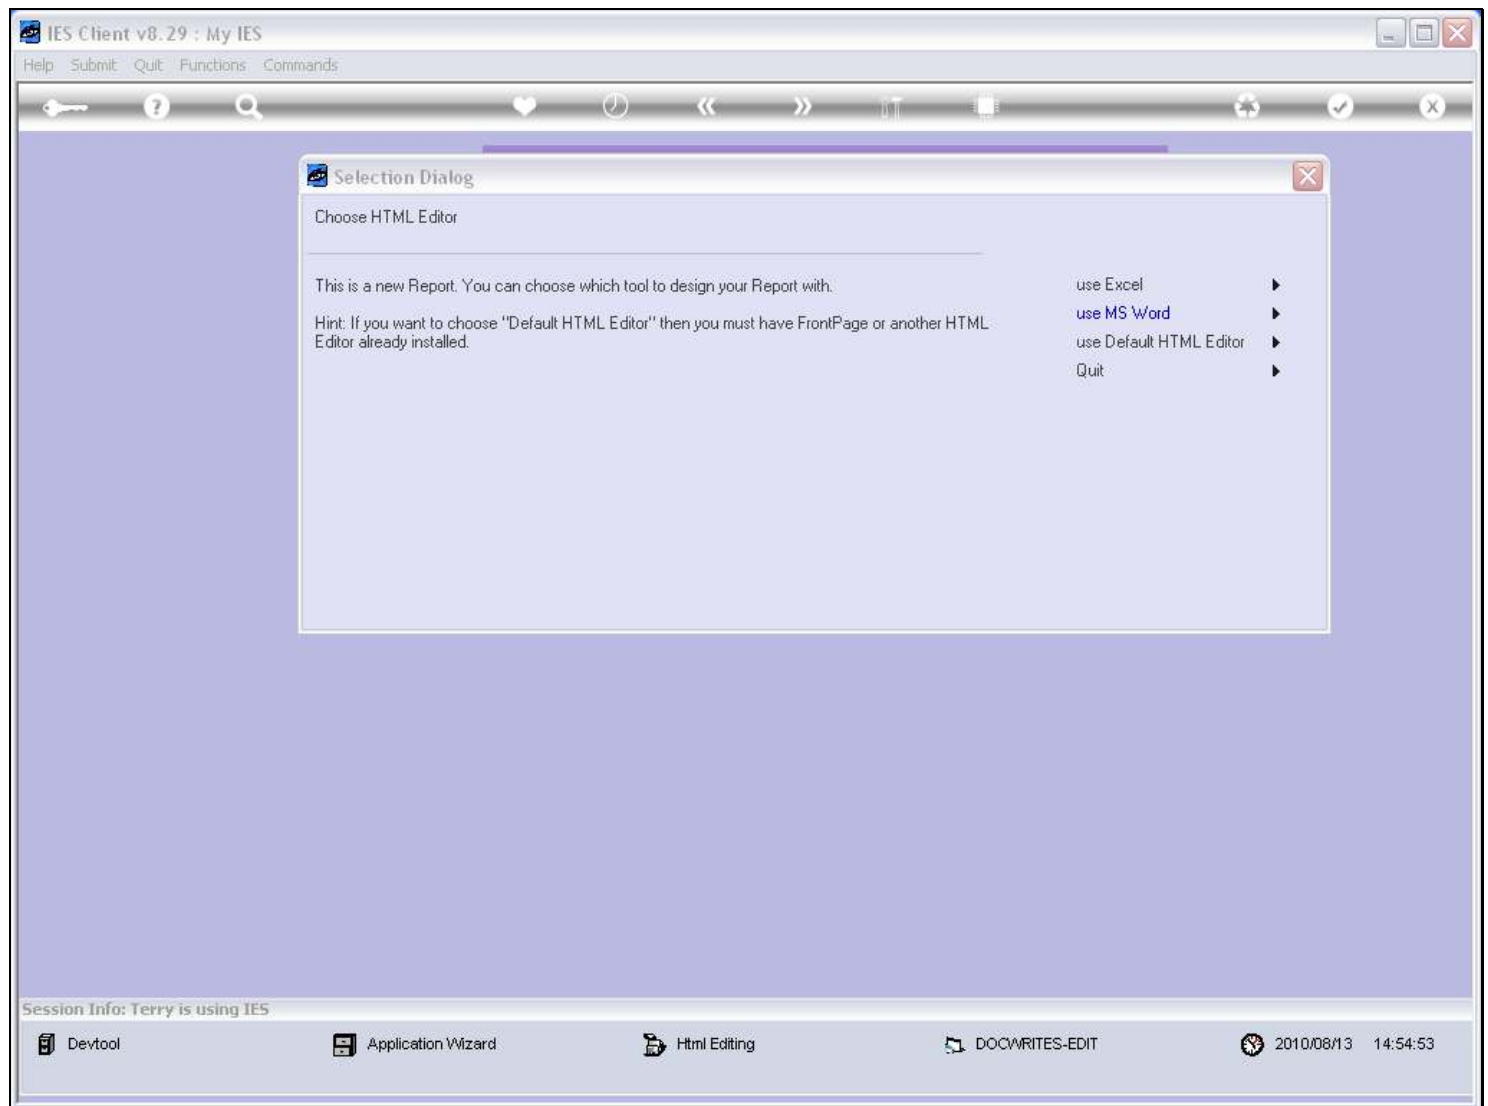 IES Client v8.29 : My IES
Help Submit Quit Functions Commands
Selection Dialog
Choose HTML Editor
This is a new Report. You can choose which tool to design your Report with.
Hint: If you want to choose "Default HTML Editor" then you must have FrontPage or another HTML
Editor already installed.
use Excel
use MS Word
use Default HTML Editor
Quit
Session Info: Terry is using IES
Devtool Application Wizard Html Editing DOCWRITES-EDIT 2010/08/13 14:54:53